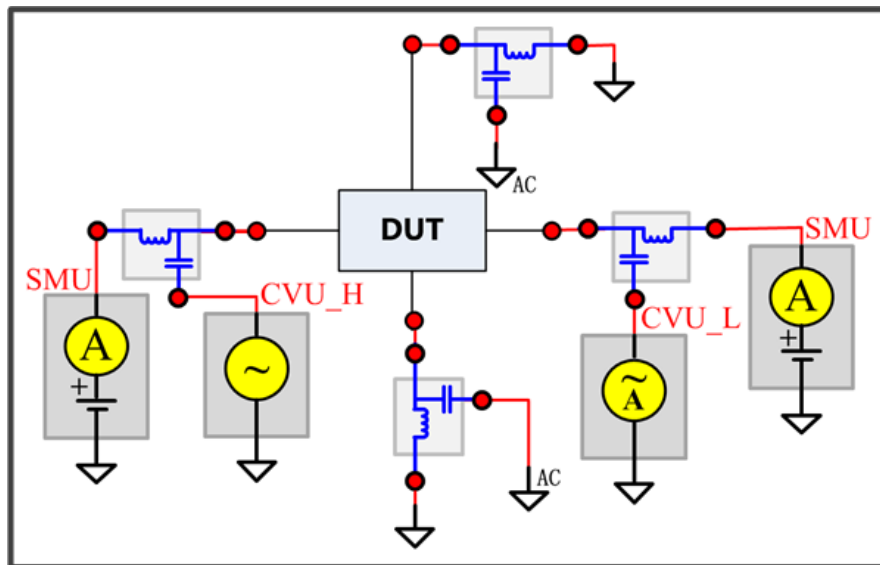 AC
DUT
SMU
SMU
A
CVU_H
CVU_L
A
+
~
~
A
+
AC